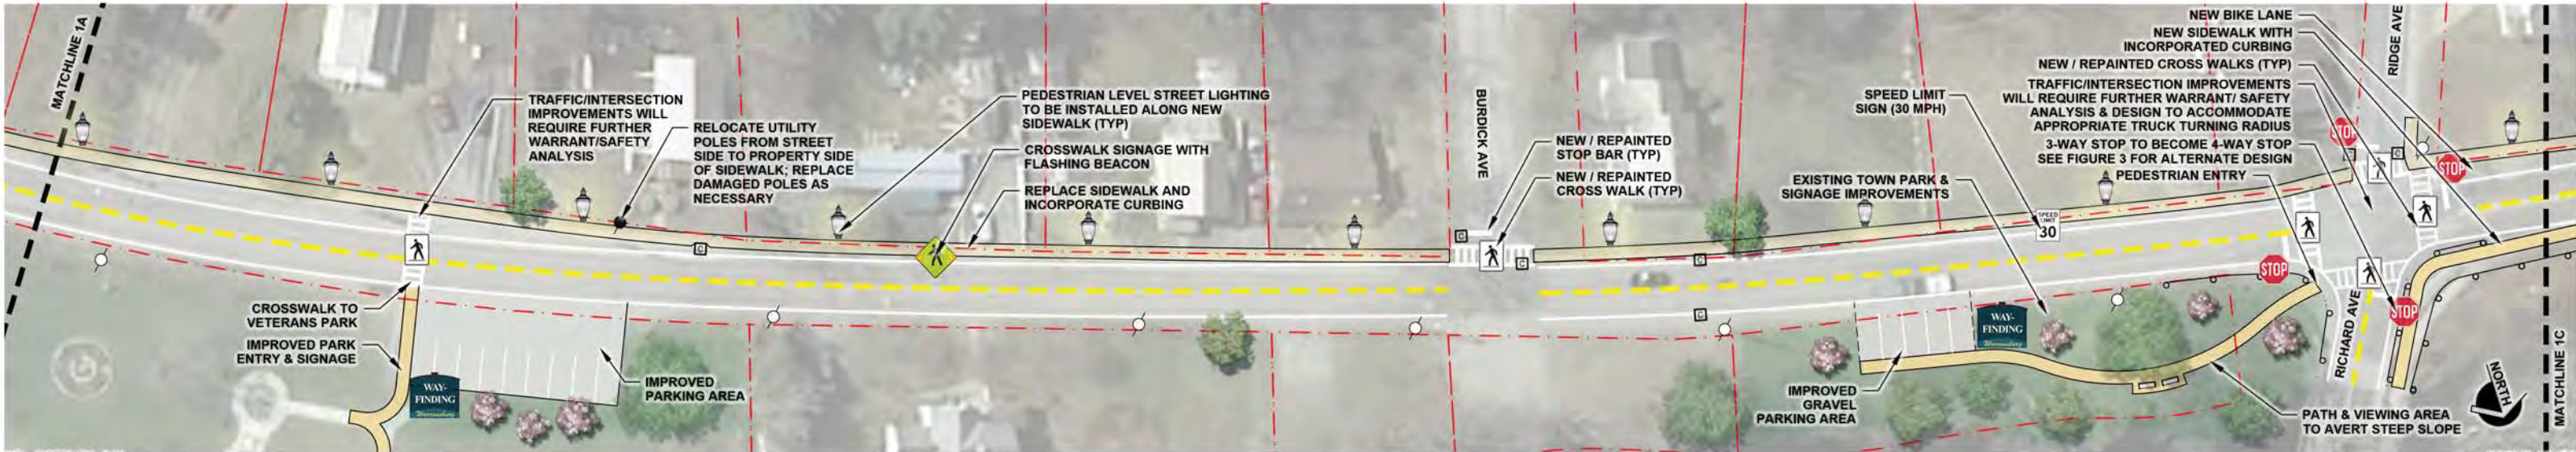 MATCHLINE 1A
TRAFFIC/INTERSECTION
IMPROVEMENTS WILL
REQUIRE FURTHER
WARRANT/SAFETY
ANALYSIS
RELOCATE UTILITY
POLES FROM STREET
SIDE TO PROPERTY SIDE
OF SIDEWALK; REPLACE
DAMAGED POLES AS
NECESSARY
PEDESTRIAN LEVEL STREET LIGHTING
TO BE INSTALLED ALONG NEW
SIDEWALK (TYP)
CROSSWALK SIGNAGE WITH
FLASHING BEACON
REPLACE SIDEWALK AND
INCORPORATE CURBING
BURDICK AVE
NEW / REPAINTED
STOP BAR (TYP)
NEW / REPAINTED
CROSS WALK (TYP)
SPEED LIMIT
SIGN (30 MPH)
EXISTING TOWN PARK &
SIGNAGE IMPROVEMENTS
NEW BIKE LANE
NEW SIDEWALK WITH
INCORPORATED CURBING
NEW / REPAINTED CROSS WALKS (TYP)
TRAFFIC/INTERSECTION IMPROVEMENTS
WILL REQUIRE FURTHER WARRANT/ SAFETY
ANALYSIS & DESIGN TO ACCOMMODATE
APPROPRIATE TRUCK TURNING RADIUS
3-WAY STOP TO BECOME 4-WAY STOP
SEE FIGURE 3 FOR ALTERNATE DESIGN
PEDESTRIAN ENTRY
RIDGE AVE
STOP
STOP
SPEED
LIMIT
30
C
C
C
C
C
C
C
STOP
STOP
CROSSWALK TO
VETERANS PARK
IMPROVED PARK
ENTRY & SIGNAGE
WAY-
FINDING
Warrensburg
IMPROVED
PARKING AREA
IMPROVED
GRAVEL
PARKING AREA
WAY-
FINDING
Warrensburg
RICHARD AVE
PATH & VIEWING AREA
TO AVERT STEEP SLOPE
NORTH
MATCHLINE 1C